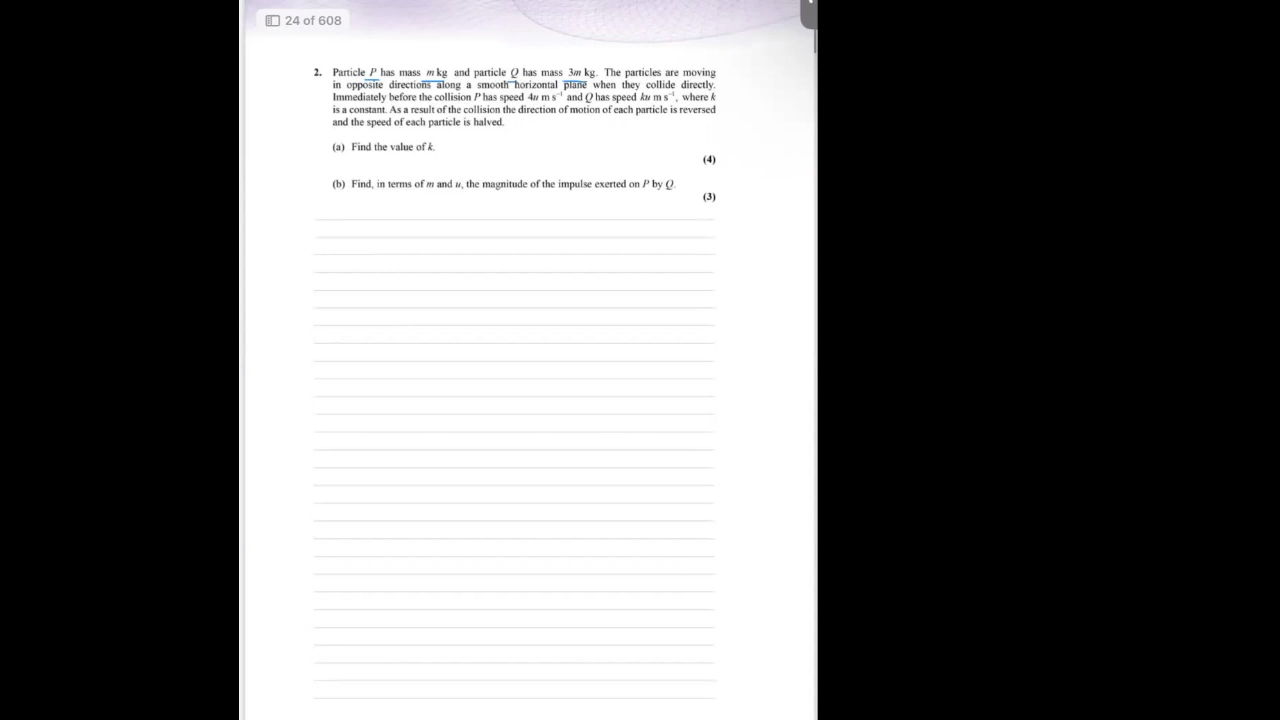 24 of 608
2. Particle P has mass m kg and particle Q has mass 3m kg. The particles are moving
in opposite directions along a smooth horizontal plane when they collide directly.
Immediately before the collision P has speed 4u m s⁻¹ and Q has speed ku m s⁻¹, where k
is a constant. As a result of the collision the direction of motion of each particle is reversed
and the speed of each particle is halved.
(a) Find the value of k.
(4)
(b) Find, in terms of m and u, the magnitude of the impulse exerted on P by Q.
(3)